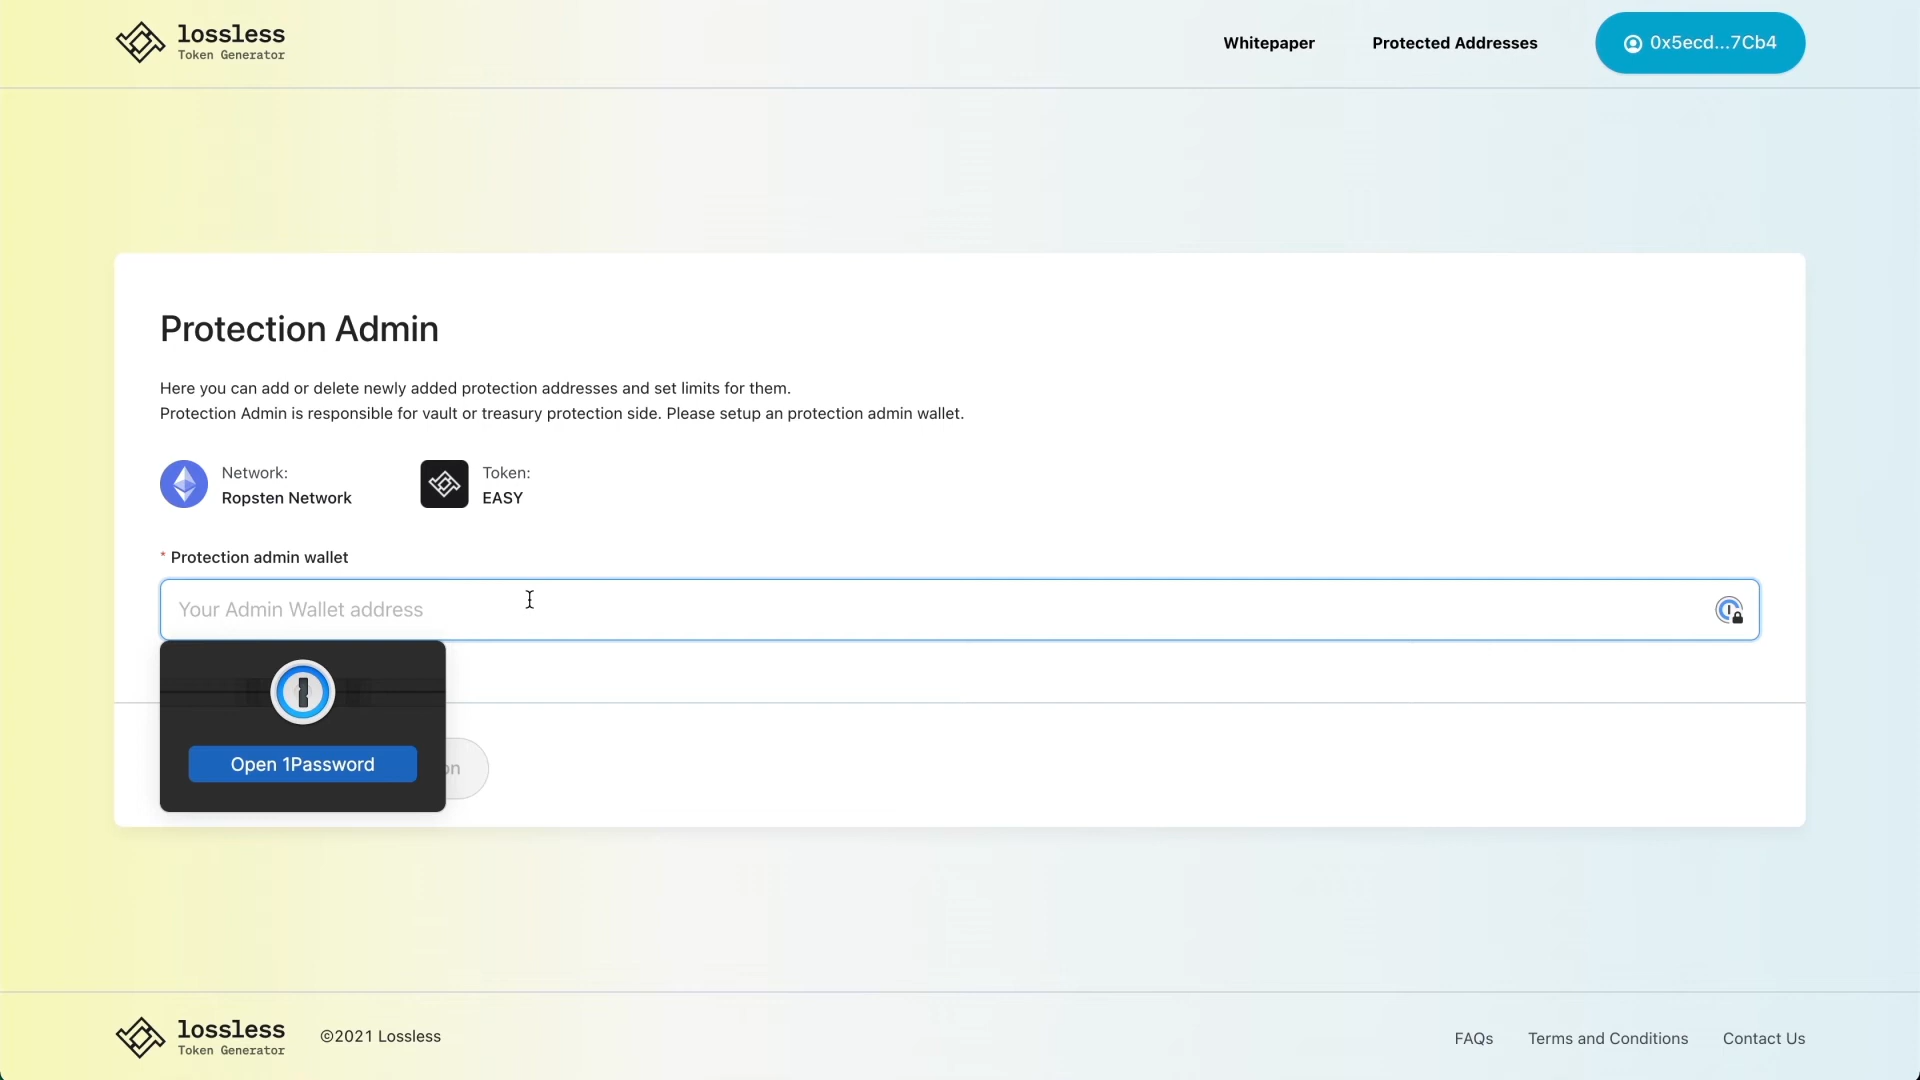 lossless
Token Generator
Whitepaper
Protected Addresses
0x5ecd...7Cb4
Protection Admin
Here you can add or delete newly added protection addresses and set limits for them.
Protection Admin is responsible for vault or treasury protection side. Please setup an protection admin wallet.
Network:
Ropsten Network
Token:
EASY
* Protection admin wallet
Your Admin Wallet address
Open 1Password
on
lossless
Token Generator
©2021 Lossless
FAQs
Terms and Conditions
Contact Us